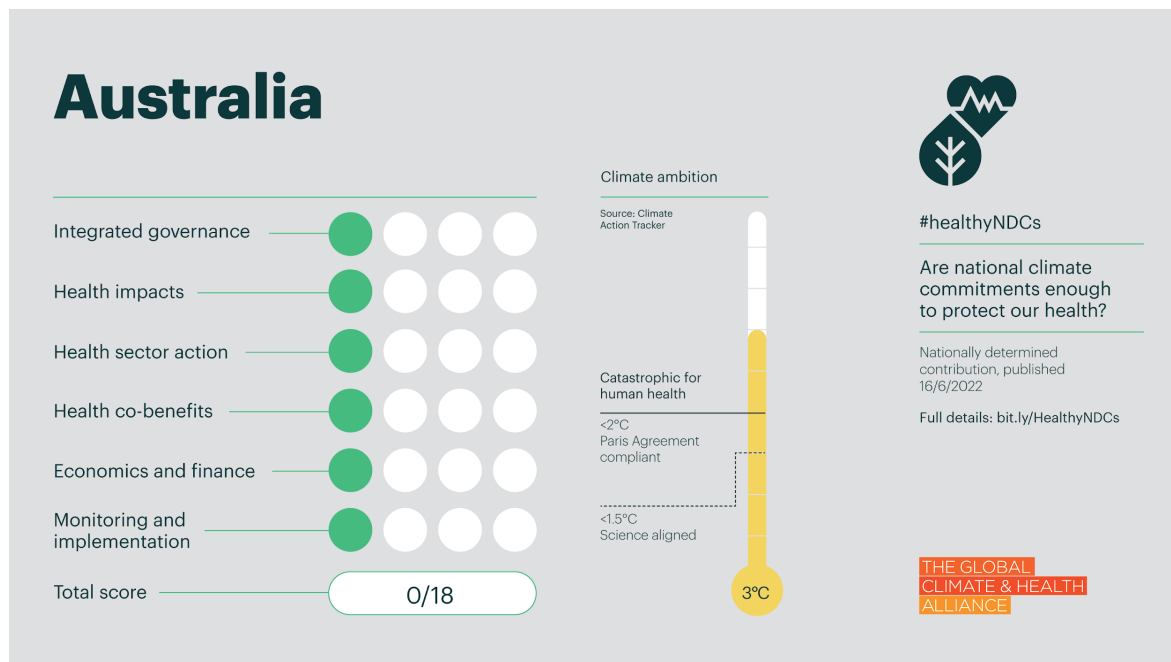 Australia
Integrated governance
Health impacts
Health sector action
Health co-benefits
Economics and finance
Monitoring and
implementation
Total score
0/18
Climate ambition
Source: Climate
Action Tracker
Catastrophic for
human health
<2°C
Paris Agreement
compliant
<1.5°C
Science aligned
3°C
#healthyNDCs
Are national climate
commitments enough
to protect our health?
Nationally determined
contribution, published
16/6/2022
Full details: bit.ly/HealthyNDCs
THE GLOBAL
CLIMATE & HEALTH
ALLIANCE